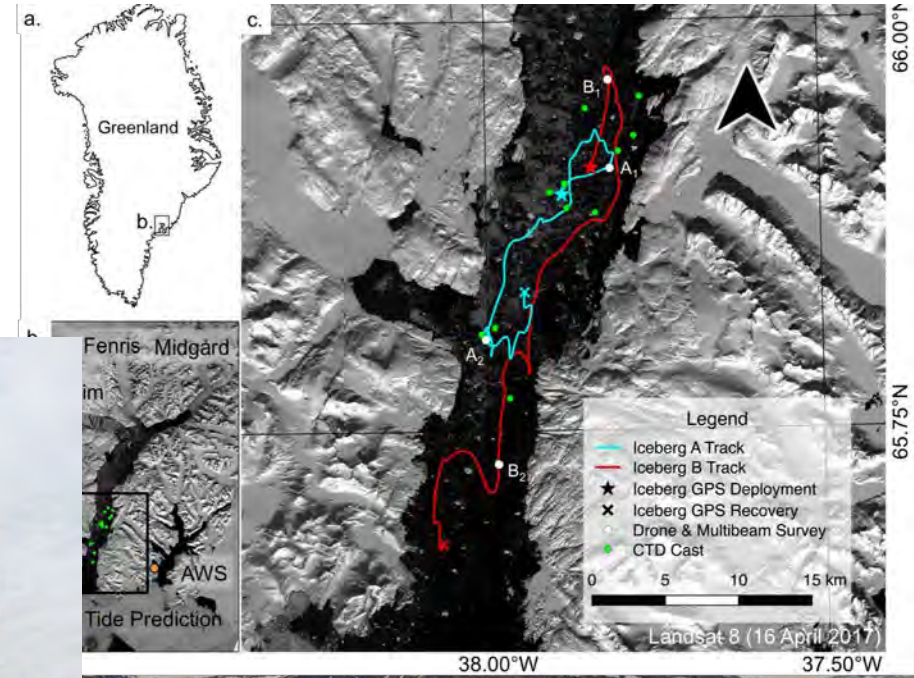 a.
Greenland
b.
Fenris Midgård
im
AWS
Tide Prediction
c.
B₁
A₁
A₂
B₂
Legend
Iceberg A Track
Iceberg B Track
Iceberg GPS Deployment
Iceberg GPS Recovery
Drone & Multibeam Survey
CTD Cast
0 5 10 15 km
Landsat 8 (16 April 2017)
66.00°N
65.75°N
38.00°W 37.50°W